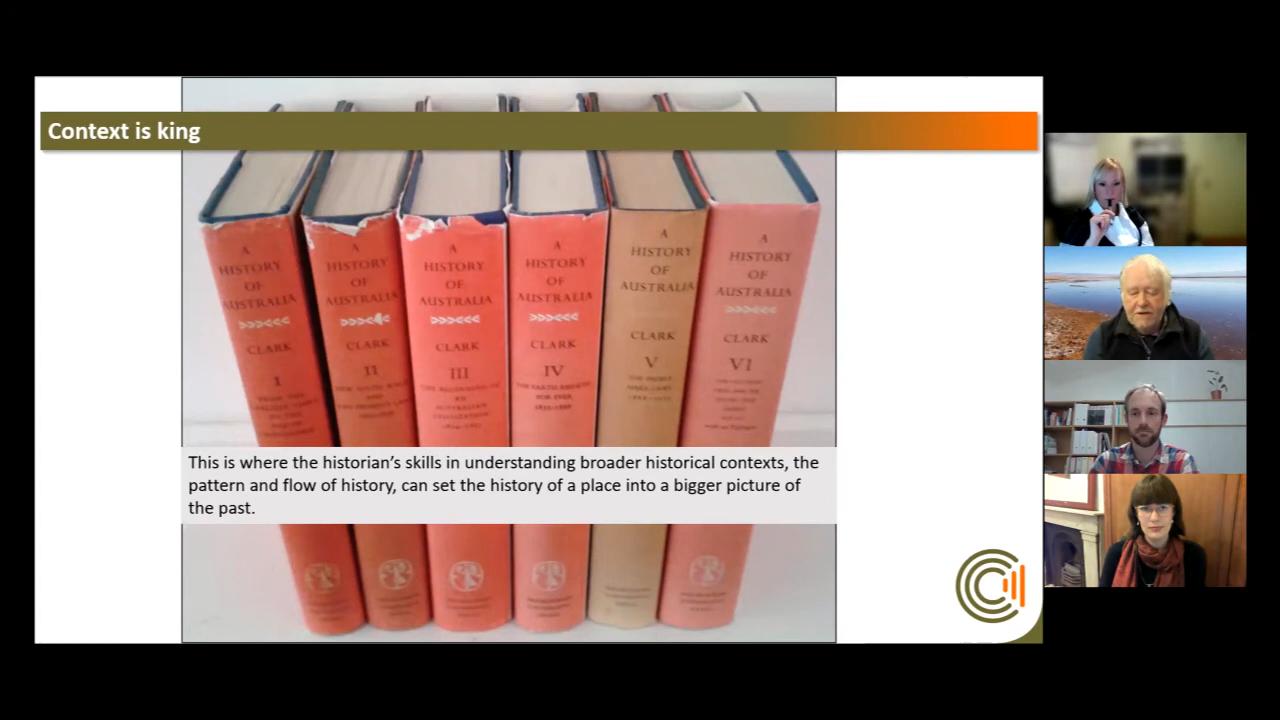 Context is king
A
HISTORY
OF
AUSTRALIA
CLARK
I
A
HISTORY
OF
AUSTRALIA
CLARK
II
A
HISTORY
OF
AUSTRALIA
CLARK
III
A
HISTORY
OF
AUSTRALIA
CLARK
IV
A
HISTORY
OF
AUSTRALIA
CLARK
V
A
HISTORY
OF
AUSTRALIA
CLARK
VI
This is where the historian’s skills in understanding broader historical contexts, the
pattern and flow of history, can set the history of a place into a bigger picture of
the past.